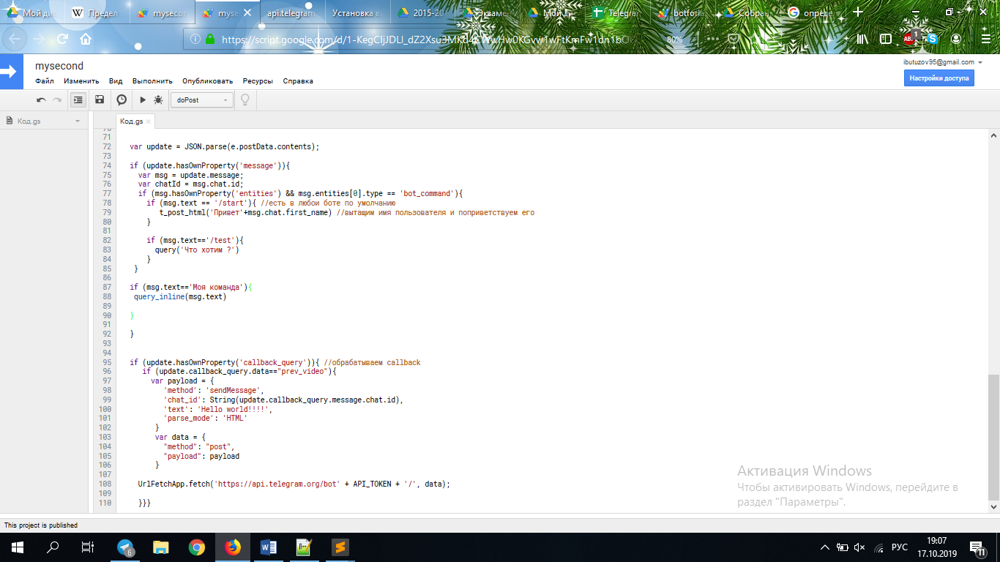 Мой ди
Предел
mysecon
myse
api.telegram
Установка в
2015-20
Экзамен
Мой Д
Telegra
botforla
Собран
опреде
https://script.google.com/d/
80%
mysecond
ibutuzov95@gmail.com
Файл Изменить Вид Выполнить Опубликовать Ресурсы Справка
Настройки доступа
doPost
Код.gs
Код.gs
71
72 var update = JSON.parse(e.postData.contents);
73
74 if (update.hasOwnProperty('message')){
75 var msg = update.message;
76 var chatId = msg.chat.id;
77 if (msg.hasOwnProperty('entities') && msg.entities[0].type == 'bot_command'){
78 if (msg.text == '/start'){ //есть в любои боте по умолчанию
79 t_post_html('Привет'+msg.chat.first_name) //вытащим имя пользователя и поприветствуем его
80 }
81
82 if (msg.text=='/test'){
83 query('Что хотим ?')
84 }
85 }
86
87 if (msg.text=='Моя команда'){
88 query_inline(msg.text)
89
90 }
91
92 }
93
94
95 if (update.hasOwnProperty('callback_query')){ //обрабатываем callback
96 if (update.callback_query.data=="prev_video"){
97 var payload = {
98 'method': 'sendMessage',
99 'chat_id': String(update.callback_query.message.chat.id),
100 'text': 'Hello world!!!!',
101 'parse_mode': 'HTML'
102 }
103 var data = {
104 "method": "post",
105 "payload": payload
106 }
107
108 UrlFetchApp.fetch('https://api.telegram.org/bot' + API_TOKEN + '/', data);
109
110 }}}
Активация Windows
Чтобы активировать Windows, перейдите в
раздел "Параметры".
This project is published
6
РУС
19:07
17.10.2019
11